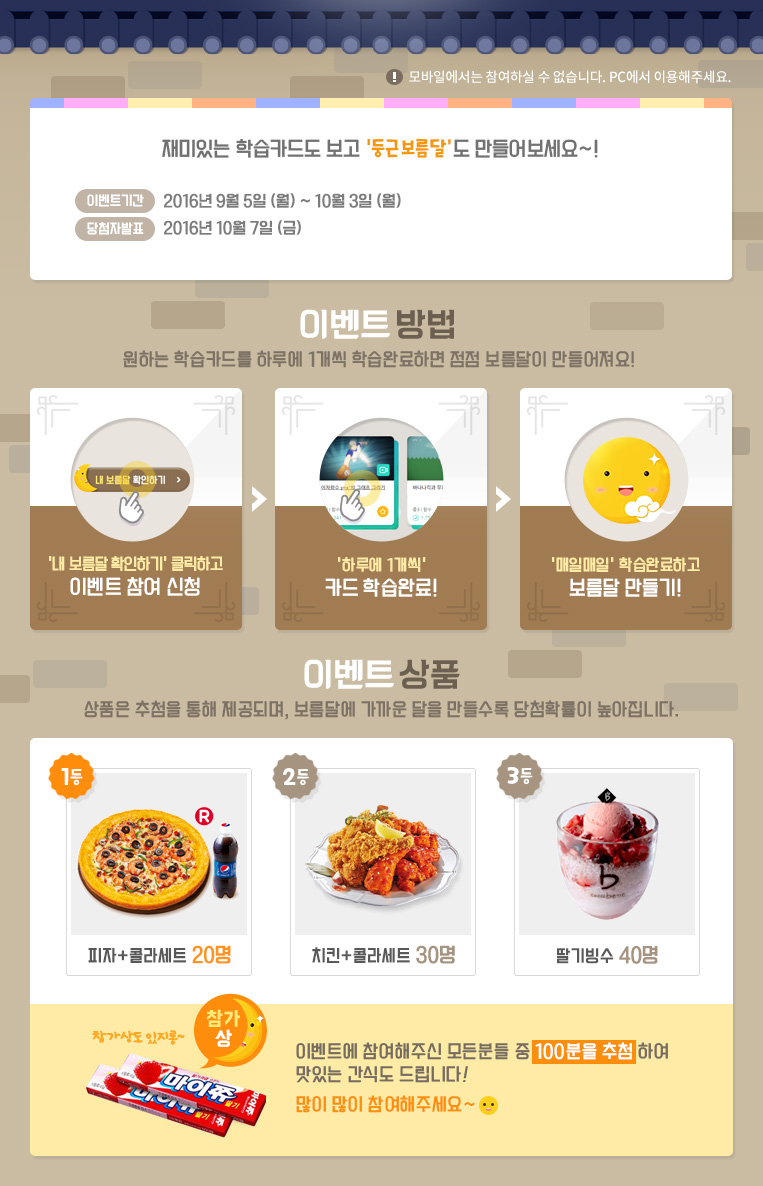 ! 모바일에서는 참여하실 수 없습니다. PC에서 이용해주세요.
재미있는 학습카드도 보고 '둥근보름달'도 만들어보세요~!
이벤트기간 2016년 9월 5일 (월) ~ 10월 3일 (월)
당첨자발표 2016년 10월 7일 (금)
이벤트 방법
원하는 학습카드를 하루에 1개씩 학습완료하면 점점 보름달이 만들어져요!
내 보름달 확인하기 >
'내 보름달 확인하기' 클릭하고
이벤트 참여 신청
'하루에 1개씩'
카드 학습완료!
'매일매일' 학습완료하고
보름달 만들기!
이벤트 상품
상품은 추첨을 통해 제공되며, 보름달에 가까운 달을 만들수록 당첨확률이 높아집니다.
1등
R
피자+콜라세트 20명
2등
치킨+콜라세트 30명
3등
b
딸기빙수 40명
참가상도 있지롱~
참가
상
마이쮸
딸기
이벤트에 참여해주신 모든분들 중 100분을 추첨하여
맛있는 간식도 드립니다!
많이 많이 참여해주세요~